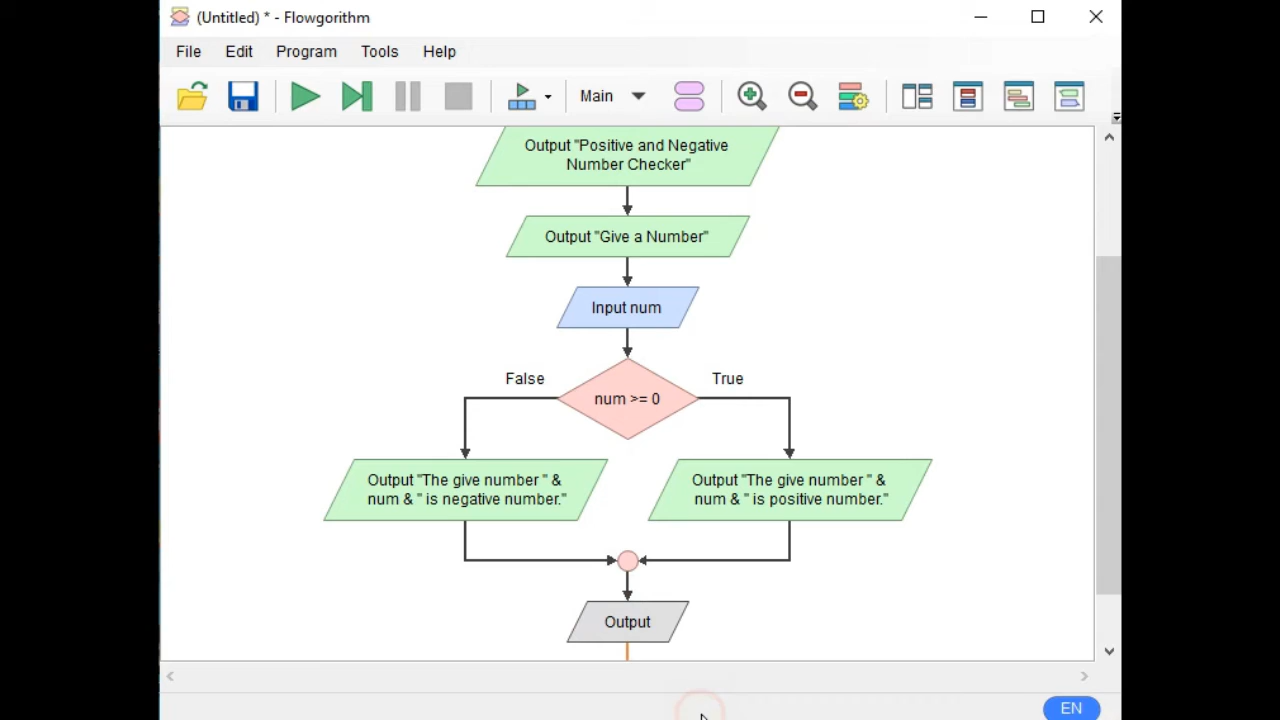 (Untitled) * - Flowgorithm
File Edit Program Tools Help
Main
Output "Positive and Negative
Number Checker"
Output "Give a Number"
Input num
False
True
num >= 0
Output "The give number " &
num & " is negative number."
Output "The give number " &
num & " is positive number."
Output
EN